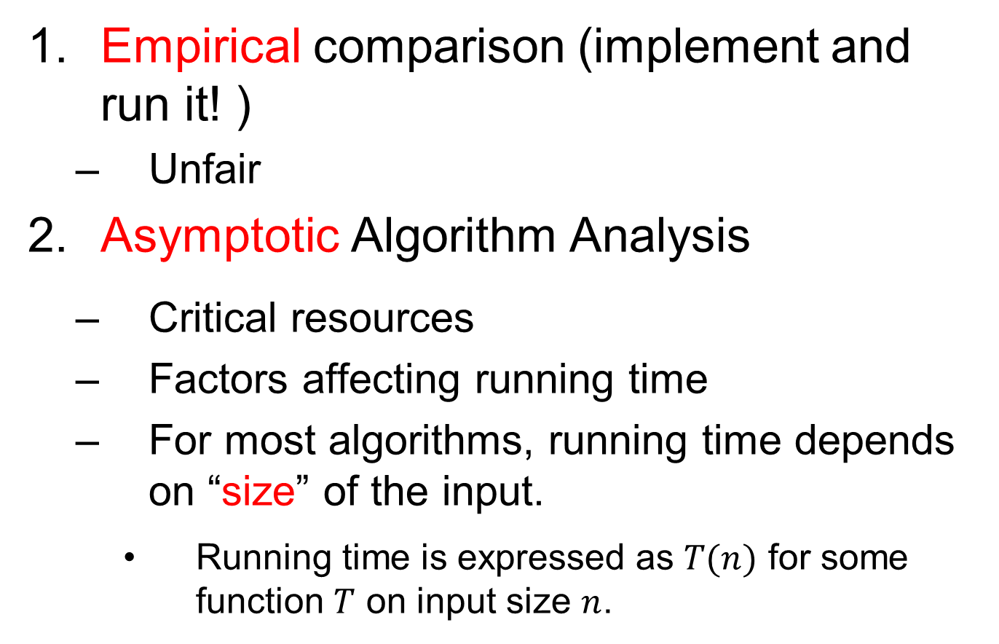 1. Empirical comparison (implement and
run it! )
– Unfair
2. Asymptotic Algorithm Analysis
– Critical resources
– Factors affecting running time
– For most algorithms, running time depends
on “size” of the input.
• Running time is expressed as 𝑇(𝑛) for some
function 𝑇 on input size 𝑛.